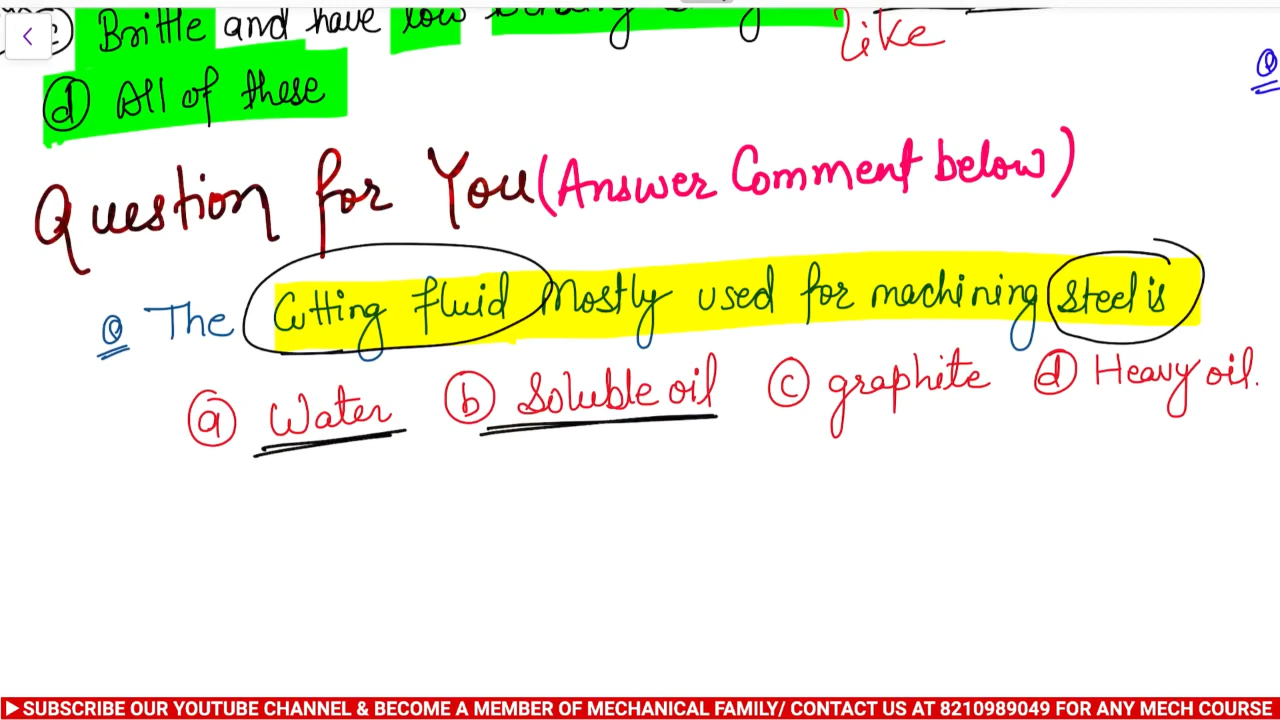 c Brittle and have low
like
d All of these
Q
Question for You (Answer Comment below)
Q The Cutting fluid Mostly used for machining steel is
a Water b Soluble oil c graphite d Heavy oil.
▶ SUBSCRIBE OUR YOUTUBE CHANNEL & BECOME A MEMBER OF MECHANICAL FAMILY/ CONTACT US AT 8210989049 FOR ANY MECH COURSE